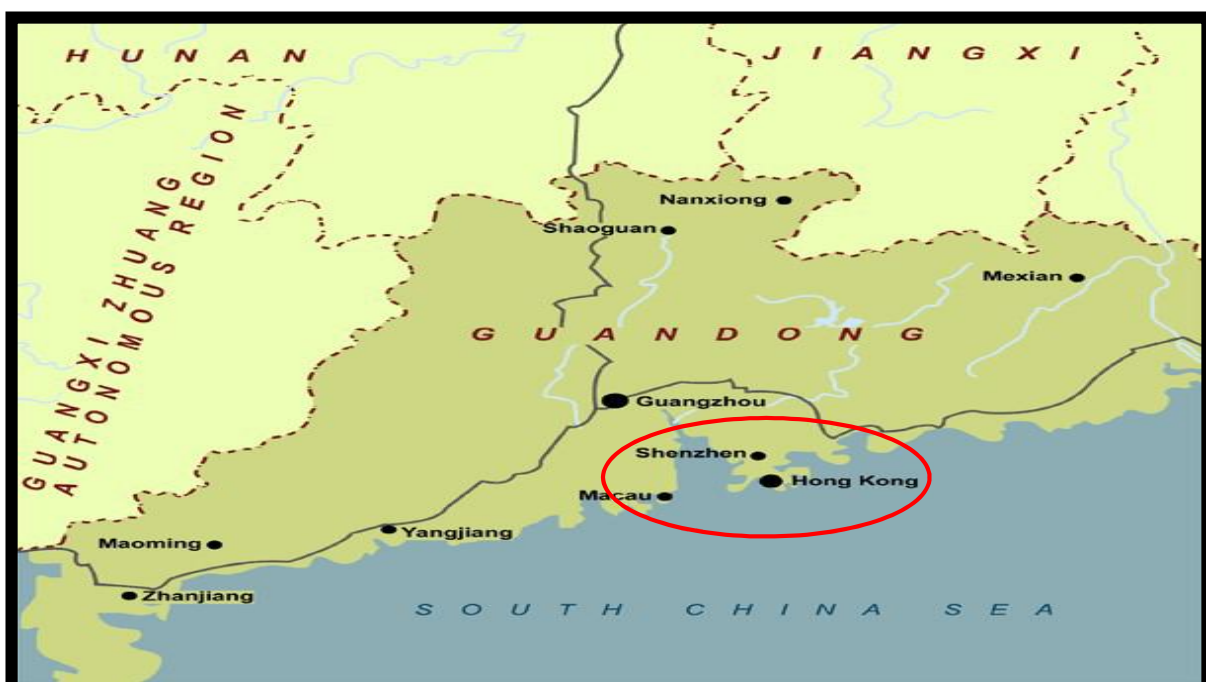 HUNAN
JIANGXI
GUANGXI ZHUANG
AUTONOMOUS REGION
Nanxiong
Shaoguan
Mexian
GUANDONG
Guangzhou
Shenzhen
Hong Kong
Macau
Yangjiang
Maoming
Zhanjiang
SOUTH CHINA SEA